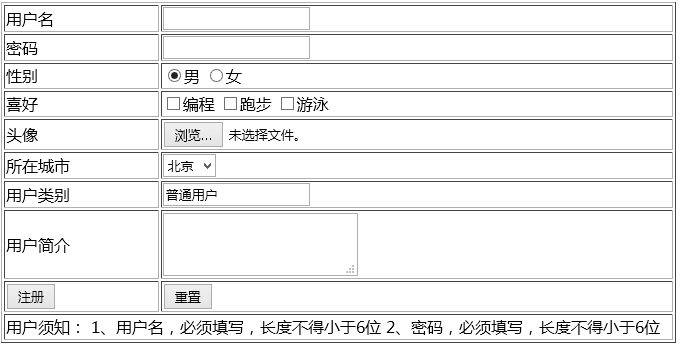 用户名
密码
性别 男 女
喜好 编程 跑步 游泳
头像 浏览... 未选择文件。
所在城市 北京
用户类别 普通用户
用户简介
注册 重置
用户须知： 1、用户名，必须填写，长度不得小于6位 2、密码，必须填写，长度不得小于6位